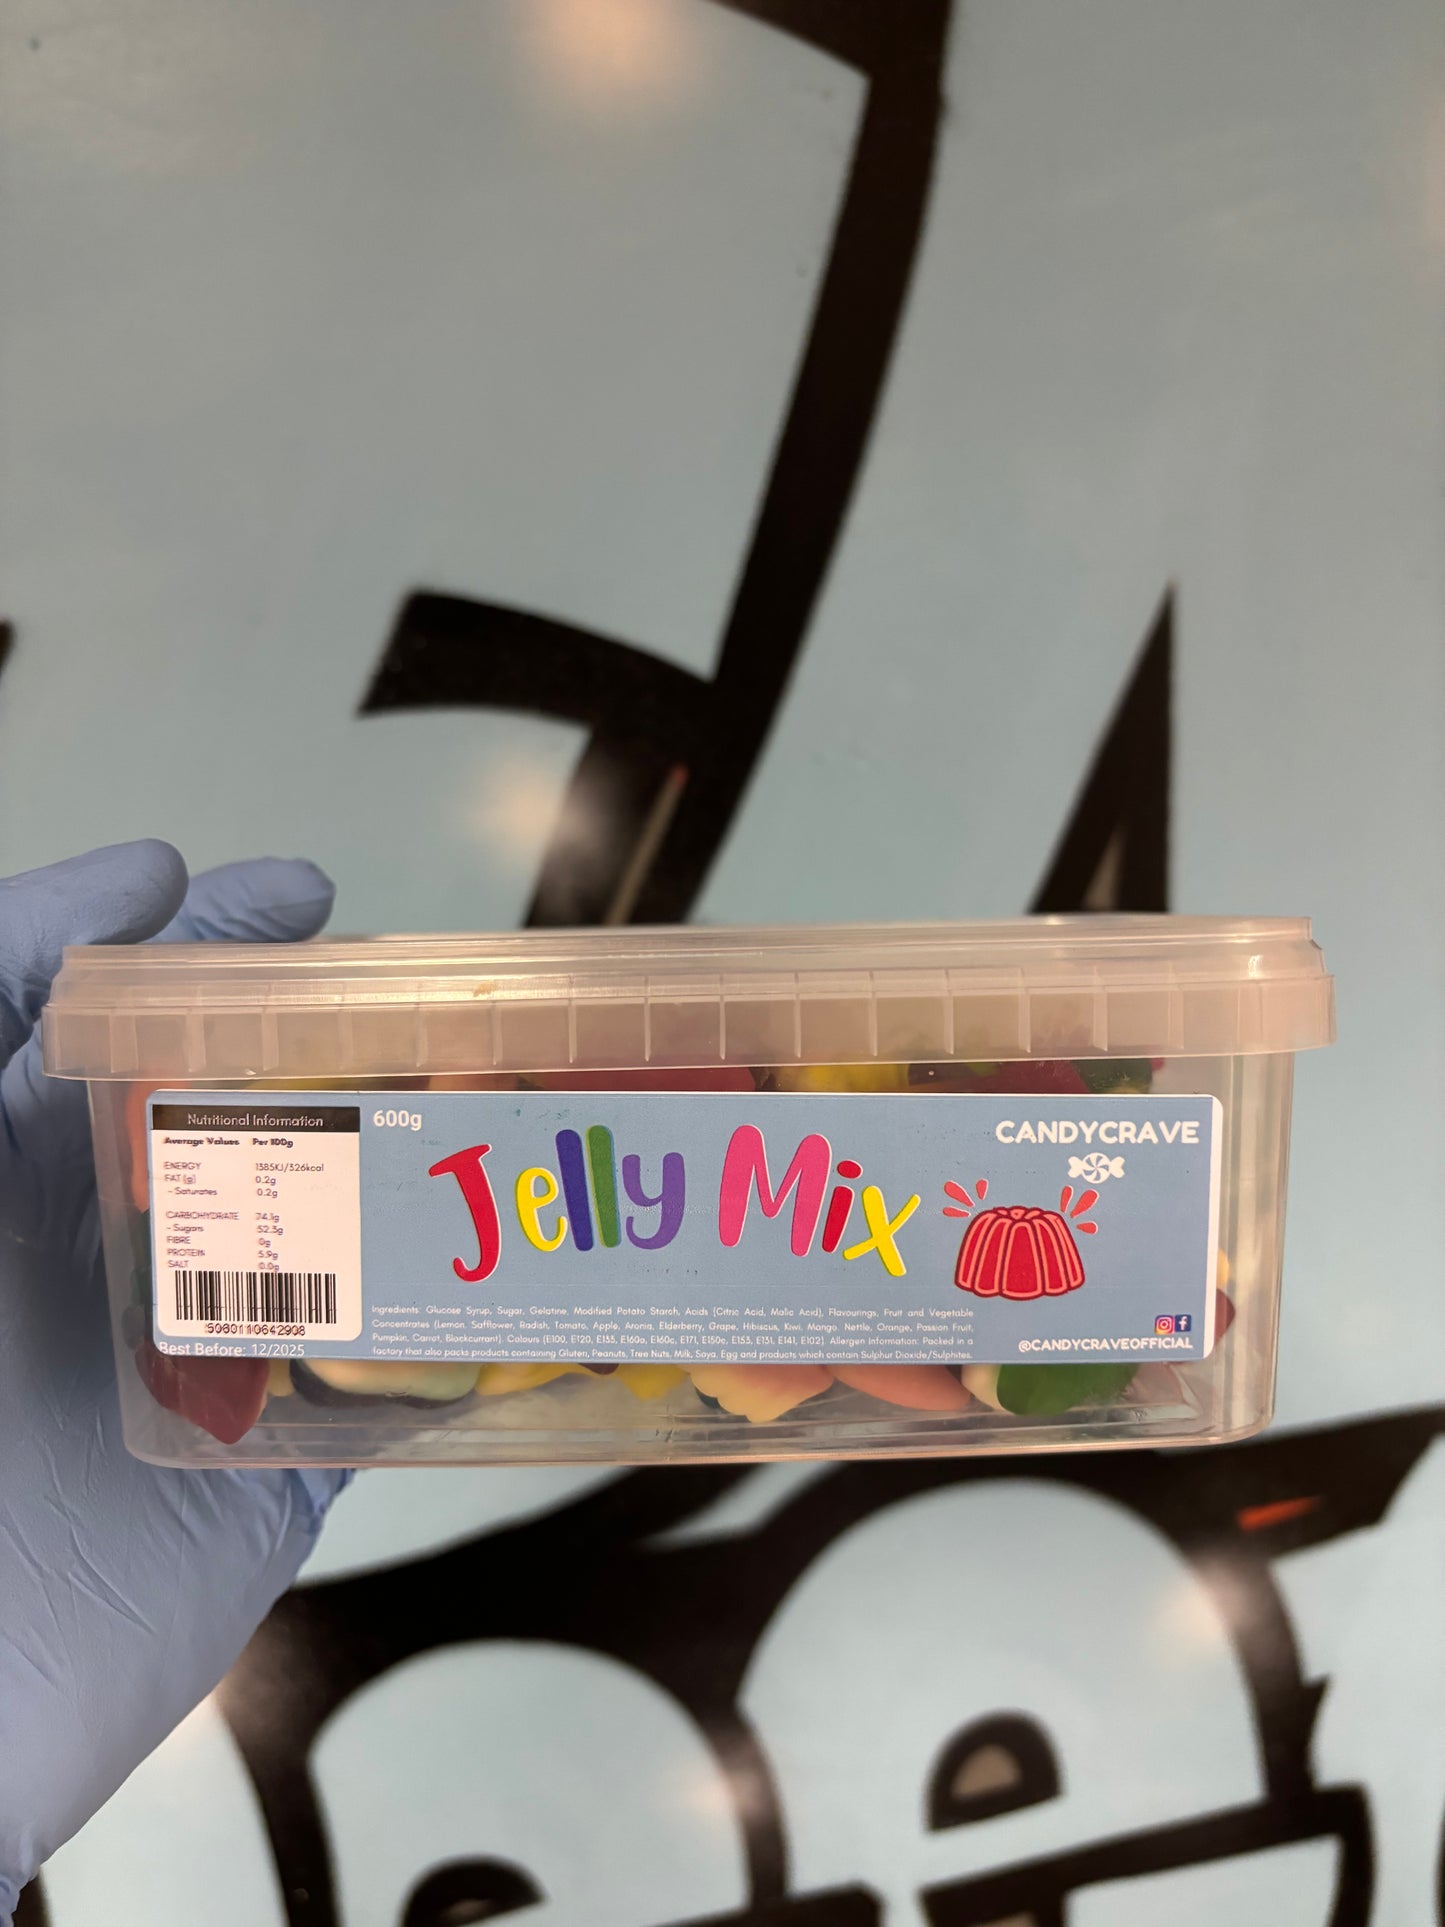 Nutritional Information
Average Values Per 100g
ENERGY 1385KJ/326kcal
FAT (g) 0.2g
- Saturates 0.2g
CARBOHYDRATE 74.1g
- Sugars 52.3g
FIBRE 0g
PROTEIN 5.9g
SALT 0.0g
5060110642908
Best Before: 12/2025
600g
Jelly Mix
Ingredients: Glucose Syrup, Sugar, Gelatine, Modified Potato Starch, Acids (Citric Acid, Malic Acid), Flavourings, Fruit and Vegetable
Concentrates (Lemon, Safflower, Radish, Tomato, Apple, Aronia, Elderberry, Grape, Hibiscus, Kiwi, Mango, Nettle, Orange, Passion Fruit,
Pumpkin, Carrot, Blackcurrant). Colours (E100, E120, E133, E160a, E160c, E171, E150c, E153, E131, E141, E102). Allergen Information: Packed in a
factory that also packs products containing Gluten, Peanuts, Tree Nuts, Milk, Soya, Egg and products which contain Sulphur Dioxide/Sulphites.
CANDYCRAVE
@CANDYCRAVEOFFICIAL